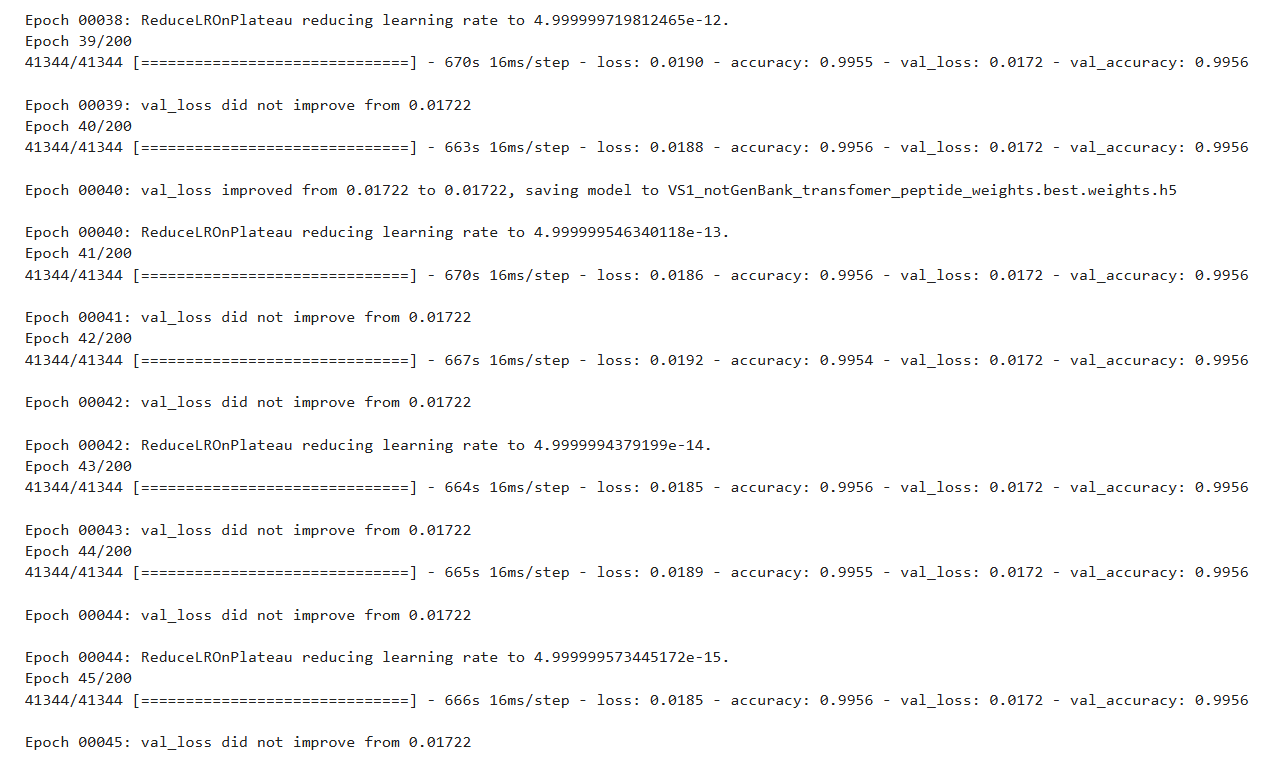 Epoch 00038: ReduceLROnPlateau reducing learning rate to 4.999999719812465e-12.
Epoch 39/200
41344/41344 [==============================] - 670s 16ms/step - loss: 0.0190 - accuracy: 0.9955 - val_loss: 0.0172 - val_accuracy: 0.9956
Epoch 00039: val_loss did not improve from 0.01722
Epoch 40/200
41344/41344 [==============================] - 663s 16ms/step - loss: 0.0188 - accuracy: 0.9956 - val_loss: 0.0172 - val_accuracy: 0.9956
Epoch 00040: val_loss improved from 0.01722 to 0.01722, saving model to VS1_notGenBank_transfomer_peptide_weights.best.weights.h5
Epoch 00040: ReduceLROnPlateau reducing learning rate to 4.999999546340118e-13.
Epoch 41/200
41344/41344 [==============================] - 670s 16ms/step - loss: 0.0186 - accuracy: 0.9956 - val_loss: 0.0172 - val_accuracy: 0.9956
Epoch 00041: val_loss did not improve from 0.01722
Epoch 42/200
41344/41344 [==============================] - 667s 16ms/step - loss: 0.0192 - accuracy: 0.9954 - val_loss: 0.0172 - val_accuracy: 0.9956
Epoch 00042: val_loss did not improve from 0.01722
Epoch 00042: ReduceLROnPlateau reducing learning rate to 4.9999994379199e-14.
Epoch 43/200
41344/41344 [==============================] - 664s 16ms/step - loss: 0.0185 - accuracy: 0.9956 - val_loss: 0.0172 - val_accuracy: 0.9956
Epoch 00043: val_loss did not improve from 0.01722
Epoch 44/200
41344/41344 [==============================] - 665s 16ms/step - loss: 0.0189 - accuracy: 0.9955 - val_loss: 0.0172 - val_accuracy: 0.9956
Epoch 00044: val_loss did not improve from 0.01722
Epoch 00044: ReduceLROnPlateau reducing learning rate to 4.999999573445172e-15.
Epoch 45/200
41344/41344 [==============================] - 666s 16ms/step - loss: 0.0185 - accuracy: 0.9956 - val_loss: 0.0172 - val_accuracy: 0.9956
Epoch 00045: val_loss did not improve from 0.01722